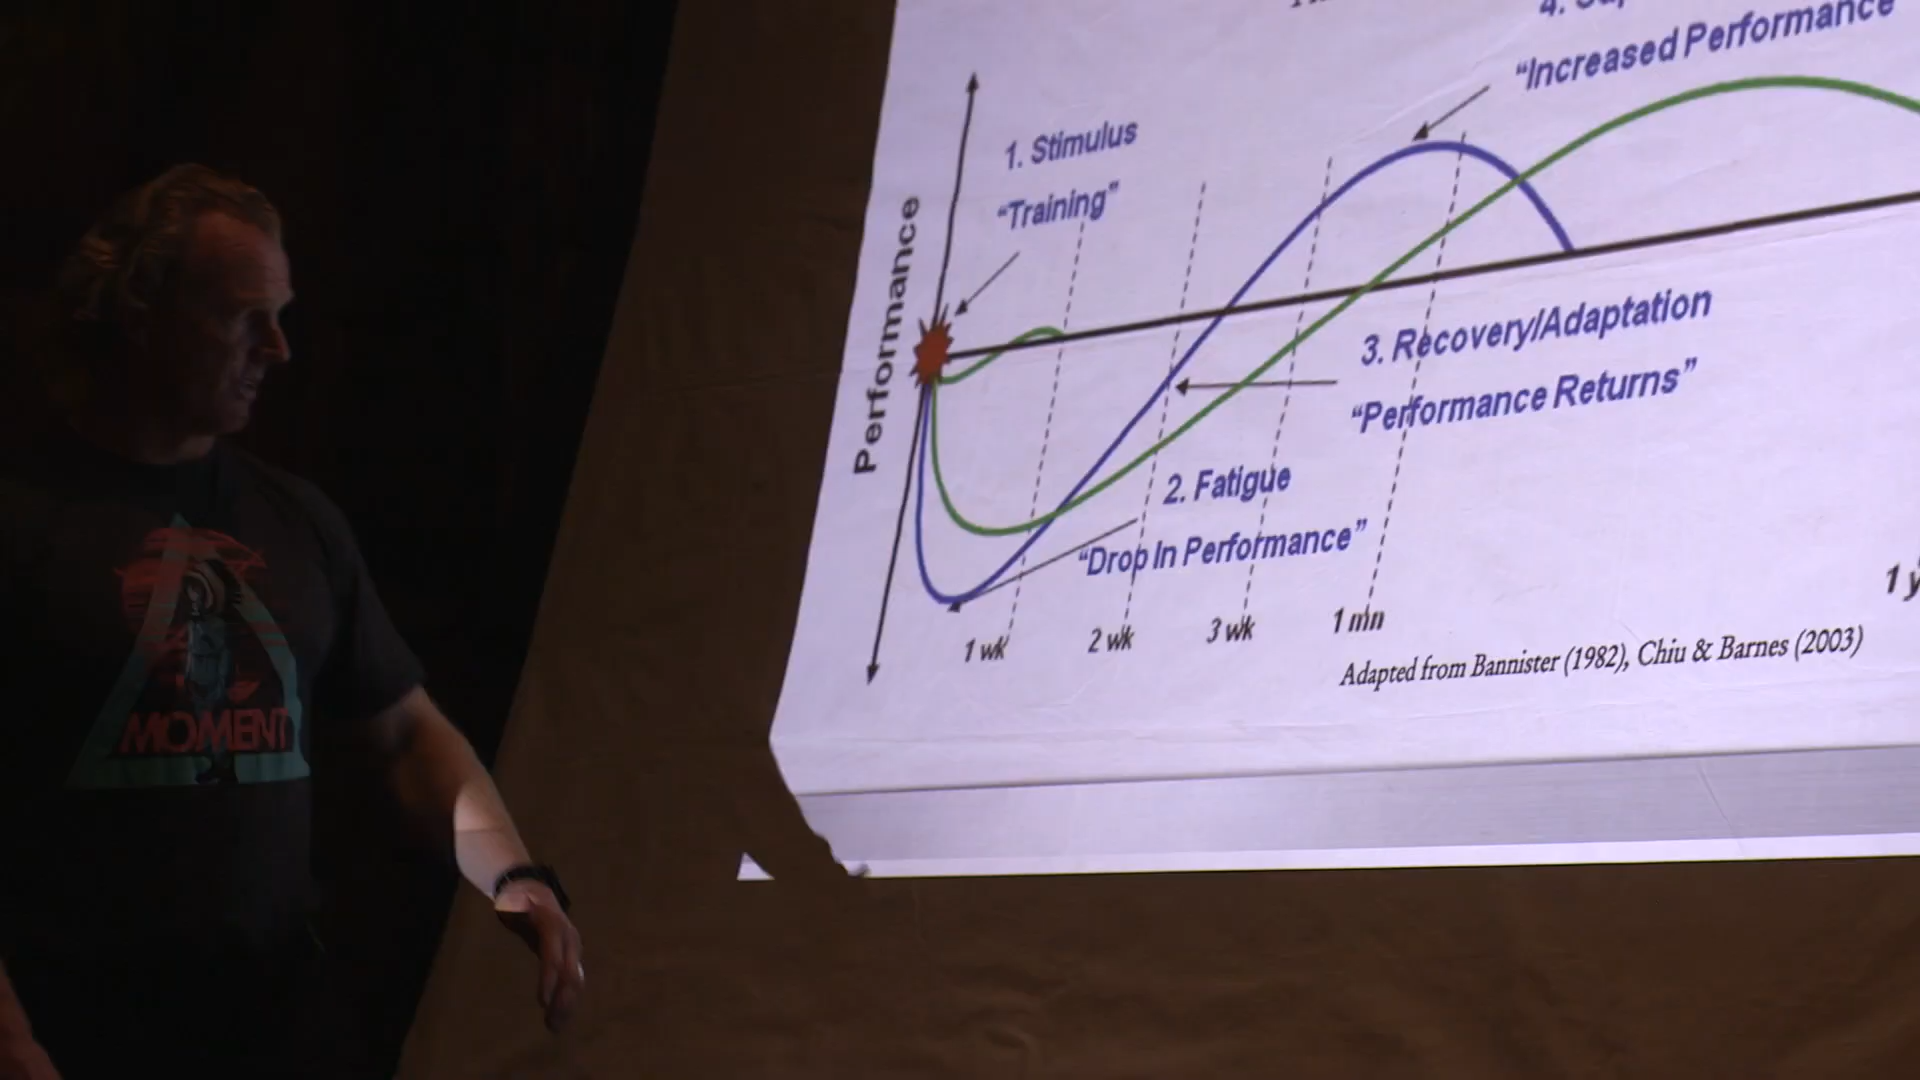 “Increased Performance
1. Stimulus
“Training”
Performance
3. Recovery/Adaptation
“Performance Returns”
2. Fatigue
“Drop In Performance”
1 wk
2 wk
3 wk
1 mn
Adapted from Bannister (1982), Chiu & Barnes (2003)
MOMENT